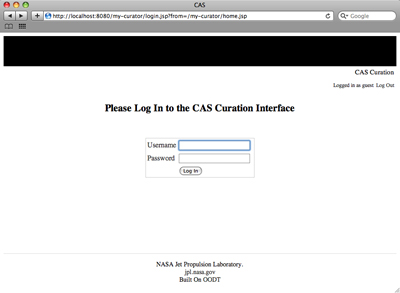 CAS
http://localhost:8080/my-curator/login.jsp?from=/my-curator/home.jsp
Google
CAS Curation
Logged in as guest: Log Out
Please Log In to the CAS Curation Interface
Username
Password
Log In
NASA Jet Propulsion Laboratory.
jpl.nasa.gov
Built On OODT